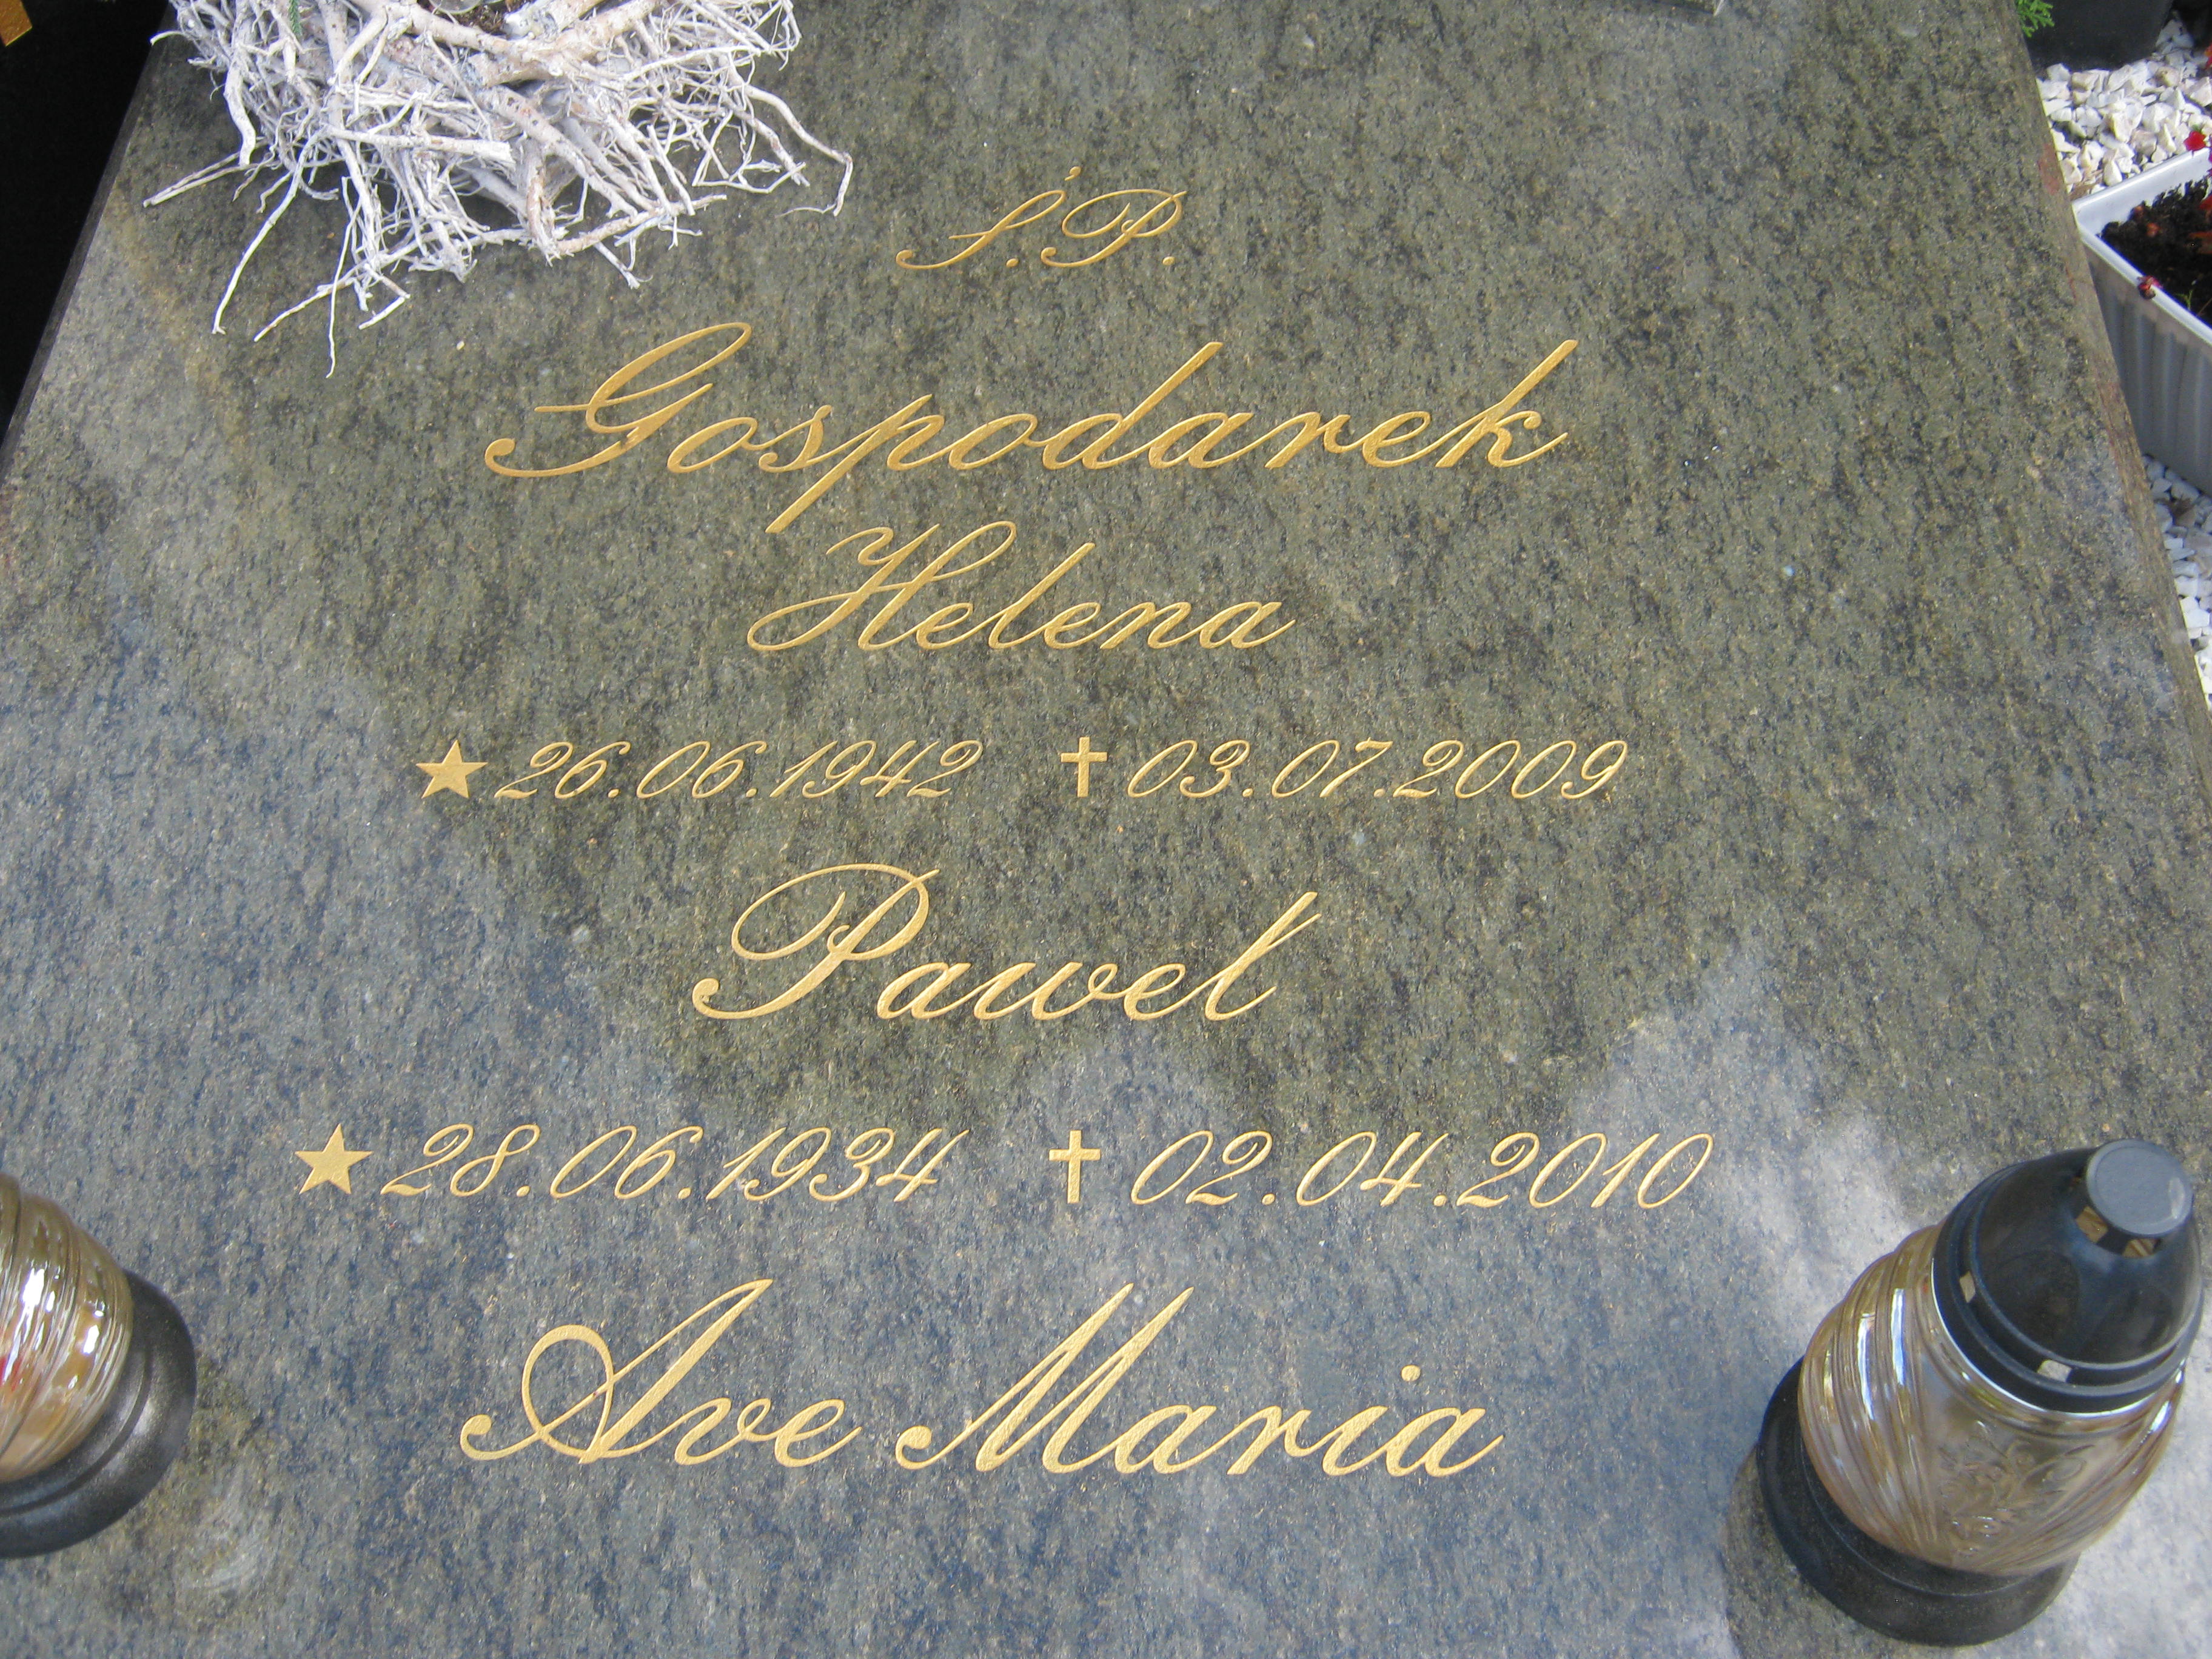 Ś.P.
Gospodarek
Helena
★ 26.06.1942 ✝ 03.07.2009
Paweł
★ 28.06.1934 ✝ 02.04.2010
Ave Maria